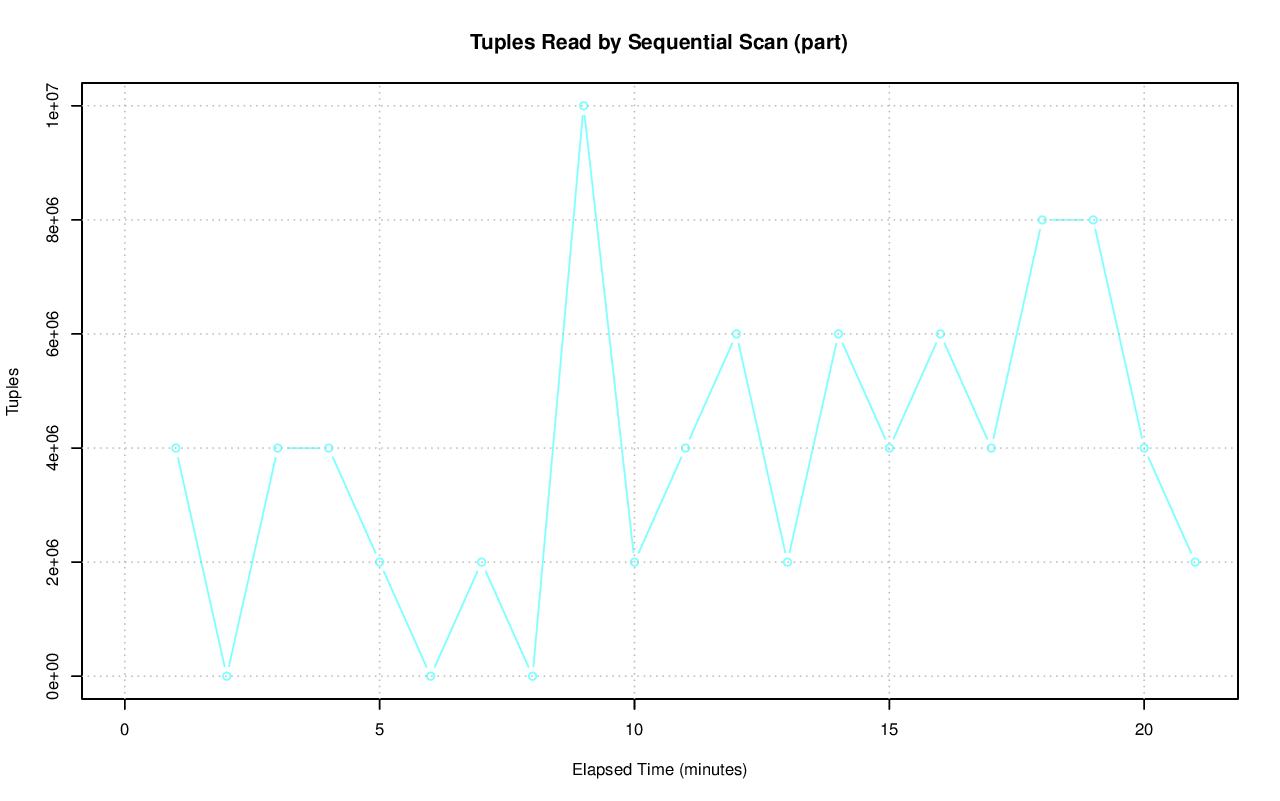 Tuples Read by Sequential Scan (part)
Tuples
1e+07
8e+06
6e+06
4e+06
2e+06
0e+00
0 5 10 15 20
Elapsed Time (minutes)